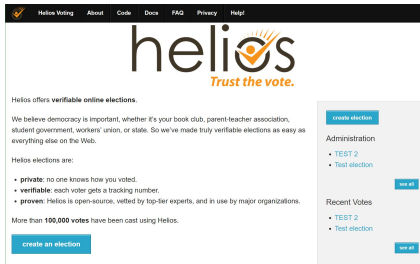 Helios Voting About Code Docs FAQ Privacy Help!
helios
Trust the vote.
Helios offers verifiable online elections.
We believe democracy is important, whether it's your book club, parent-teacher association,
student government, workers' union, or state. So we've made truly verifiable elections as easy as
everything else on the Web.
Helios elections are:
• private: no one knows how you voted.
• verifiable: each voter gets a tracking number.
• proven: Helios is open-source, vetted by top-tier experts, and in use by major organizations.
More than 100,000 votes have been cast using Helios.
create an election
create election
Administration
• TEST 2
• Test election
see all
Recent Votes
• TEST 2
• Test election
see all